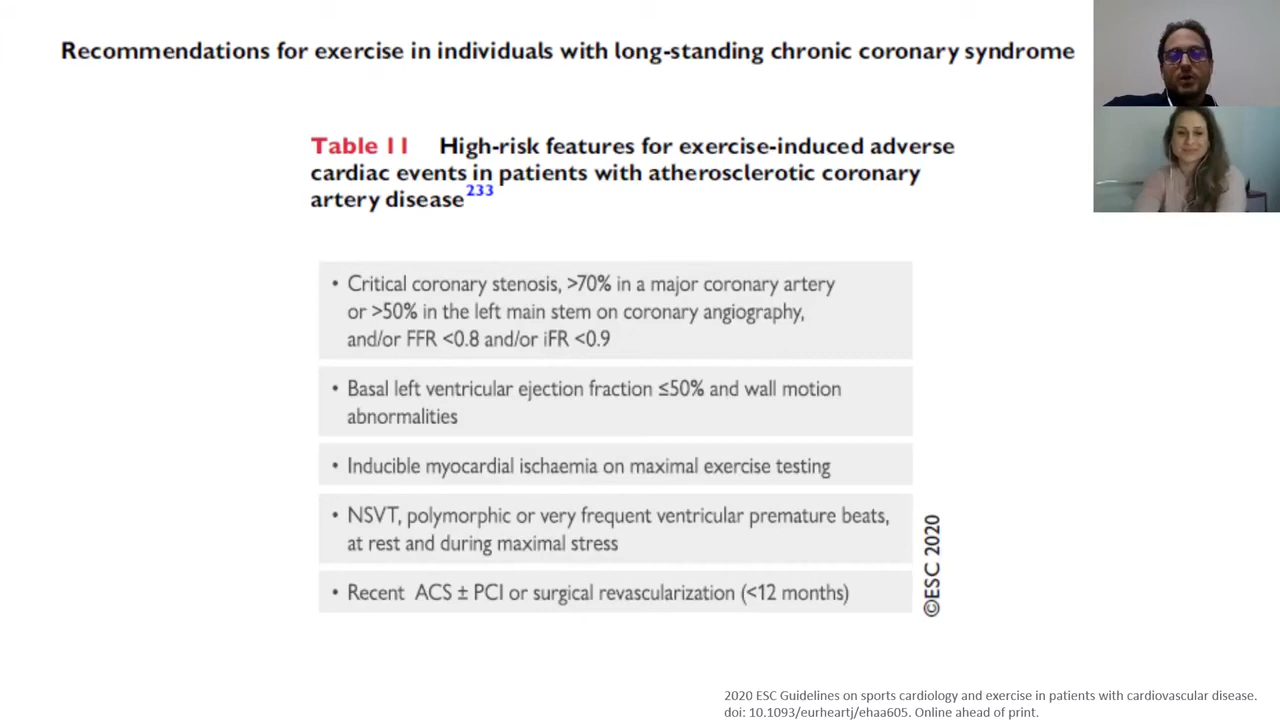 Recommendations for exercise in individuals with long-standing chronic coronary syndrome
Table 11 High-risk features for exercise-induced adverse
cardiac events in patients with atherosclerotic coronary
artery disease233
• Critical coronary stenosis, >70% in a major coronary artery
or >50% in the left main stem on coronary angiography,
and/or FFR <0.8 and/or iFR <0.9
• Basal left ventricular ejection fraction ≤50% and wall motion
abnormalities
• Inducible myocardial ischaemia on maximal exercise testing
• NSVT, polymorphic or very frequent ventricular premature beats,
at rest and during maximal stress
• Recent ACS ± PCI or surgical revascularization (<12 months)
©ESC 2020
2020 ESC Guidelines on sports cardiology and exercise in patients with cardiovascular disease.
doi: 10.1093/eurheartj/ehaa605. Online ahead of print.